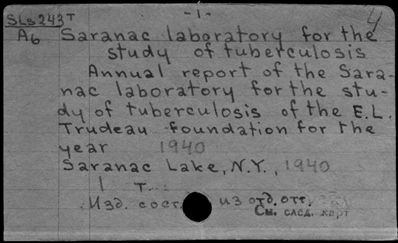 SLs243т - 1 - 4
A6 Saranac laboratory for the
study of tuberculosis
Annual report of the Sara-
nac laboratory for the stu-
dy of tuberculosis of the E.L.
Trudeau foundation for the
year 1940
Saranac Lake, N.Y., 1940
1 т.
Изд. сост. из отд. отт.
См. след. карт